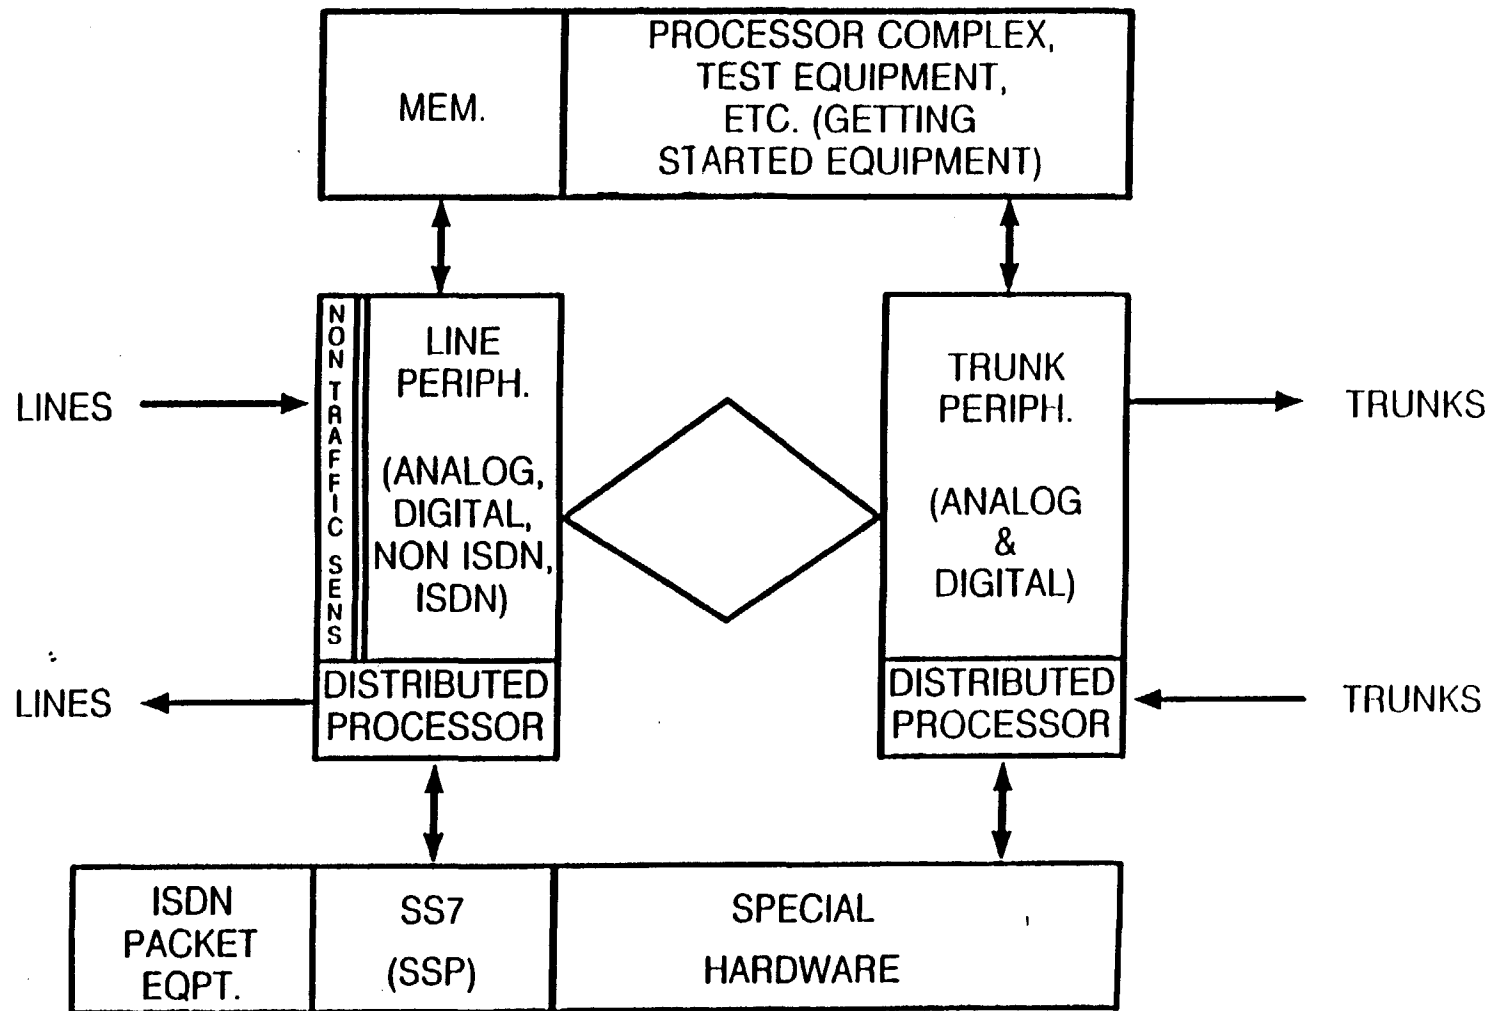 MEM.
PROCESSOR COMPLEX,
TEST EQUIPMENT,
ETC. (GETTING
STARTED EQUIPMENT)
LINES
LINES
NON TRAFFIC SENS
LINE
PERIPH.
(ANALOG,
DIGITAL,
NON ISDN,
ISDN)
DISTRIBUTED
PROCESSOR
TRUNK
PERIPH.
(ANALOG
&
DIGITAL)
DISTRIBUTED
PROCESSOR
TRUNKS
TRUNKS
ISDN
PACKET
EQPT.
SS7
(SSP)
SPECIAL
HARDWARE